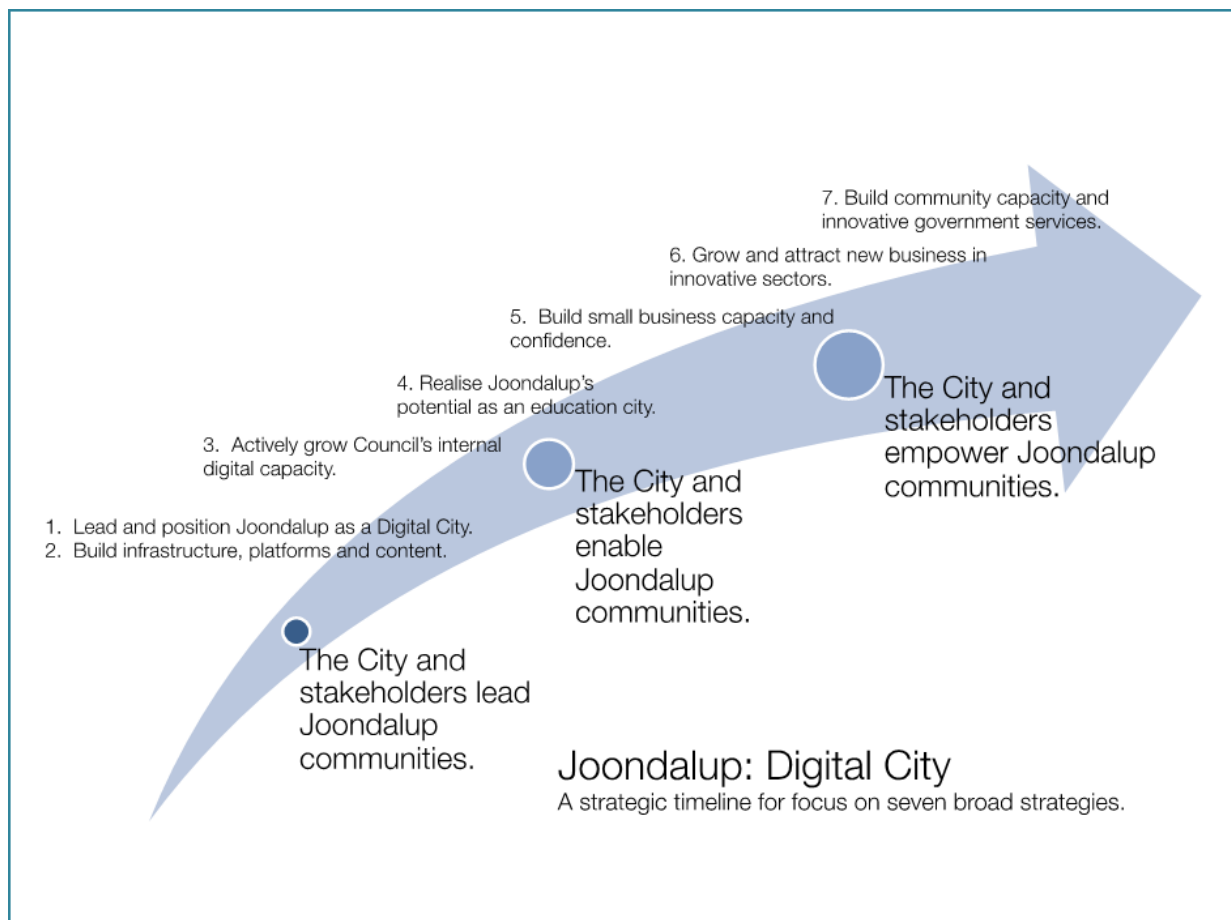 7. Build community capacity and
innovative government services.
6. Grow and attract new business in
innovative sectors.
5. Build small business capacity and
confidence.
4. Realise Joondalup’s
potential as an education city.
3. Actively grow Council’s internal
digital capacity.
1. Lead and position Joondalup as a Digital City.
2. Build infrastructure, platforms and content.
The City and
stakeholders
empower Joondalup
communities.
The City and
stakeholders
enable
Joondalup
communities.
The City and
stakeholders lead
Joondalup
communities.
Joondalup: Digital City
A strategic timeline for focus on seven broad strategies.